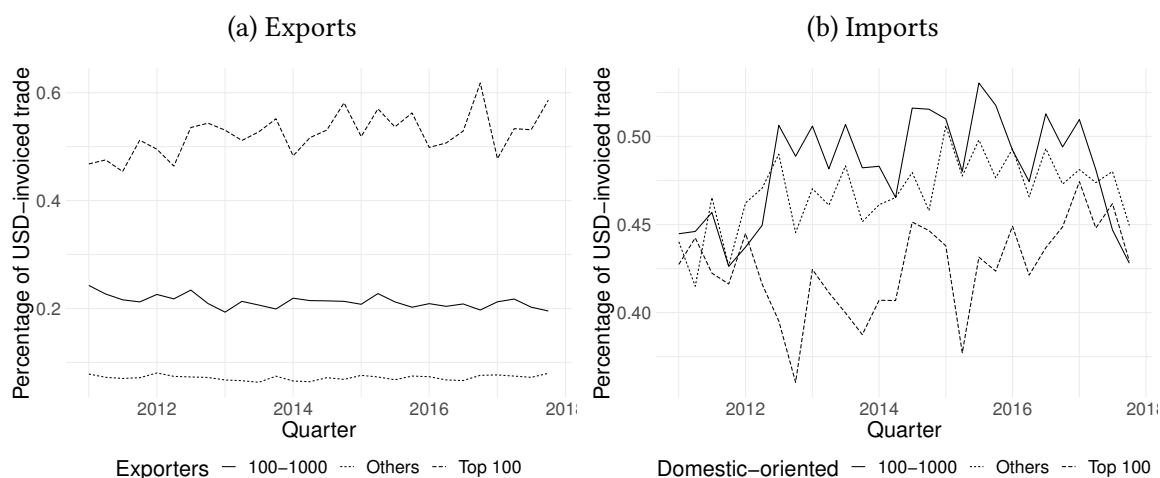 (a) Exports
Percentage of USD−invoiced trade
0.6
0.4
0.2
2012 2014 2016 2018
Quarter
Exporters 100−1000 Others Top 100
(b) Imports
Percentage of USD−invoiced trade
0.50
0.45
0.40
2012 2014 2016 2018
Quarter
Domestic−oriented 100−1000 Others Top 100